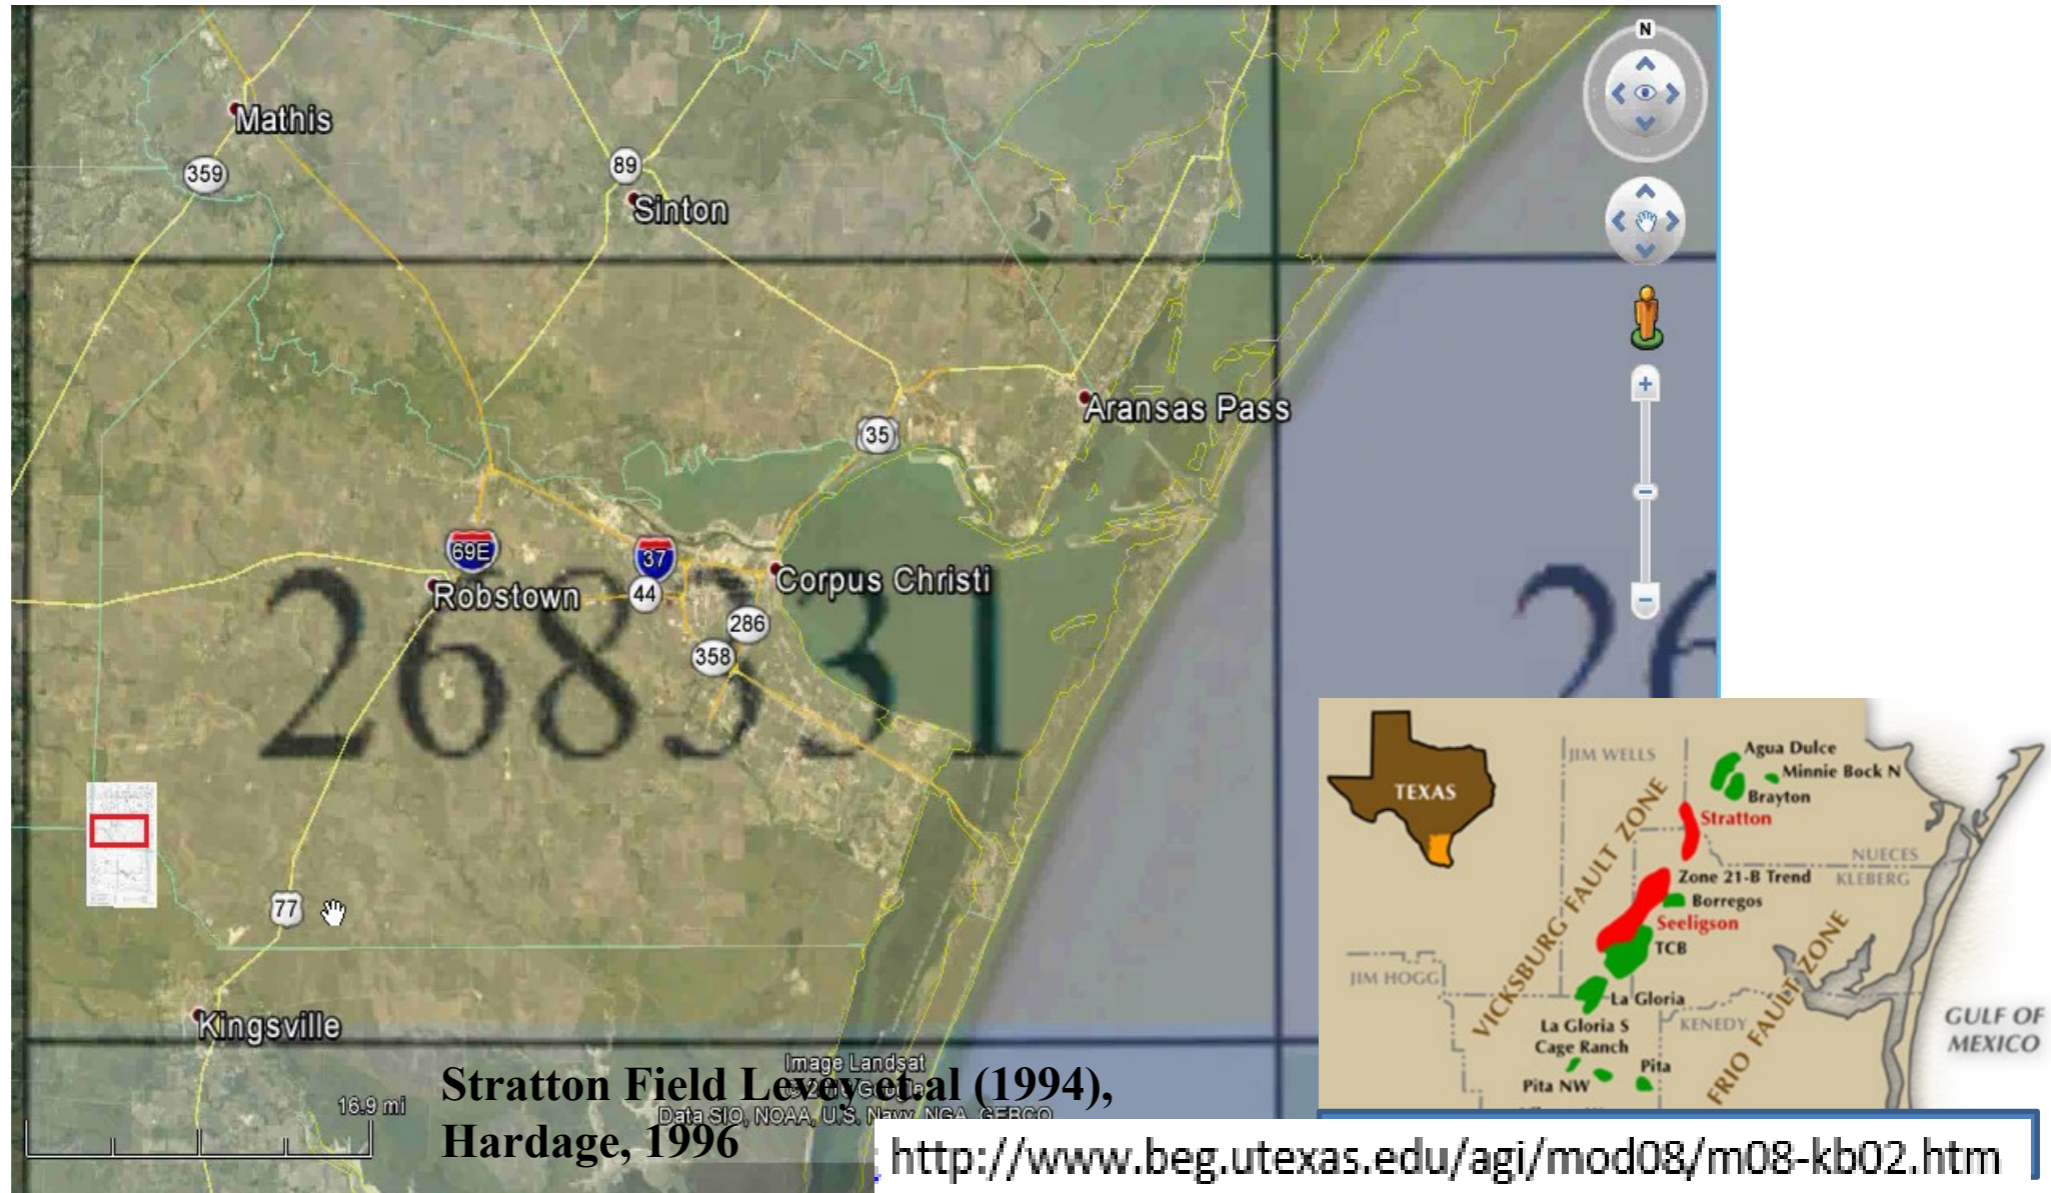 N
Mathis
359
89
Sinton
Aransas Pass
35
69E
37
Robstown
44
Corpus Christi
286
358
268331
26
77
Kingsville
16.9 mi
Image Landsat
Stratton Field Levey et.al (1994),
Data SIO, NOAA, U.S. Navy, NGA, GEBCO
Hardage, 1996
TEXAS
JIM WELLS
Agua Dulce
Minnie Bock N
Brayton
Stratton
VICKSBURG FAULT ZONE
NUECES
KLEBERG
Zone 21-B Trend
Borregos
Seeligson
TCB
JIM HOGG
La Gloria
KENEDY
FRIO FAULT ZONE
La Gloria S
Cage Ranch
Pita
Pita NW
GULF OF
MEXICO
http://www.beg.utexas.edu/agi/mod08/m08-kb02.htm